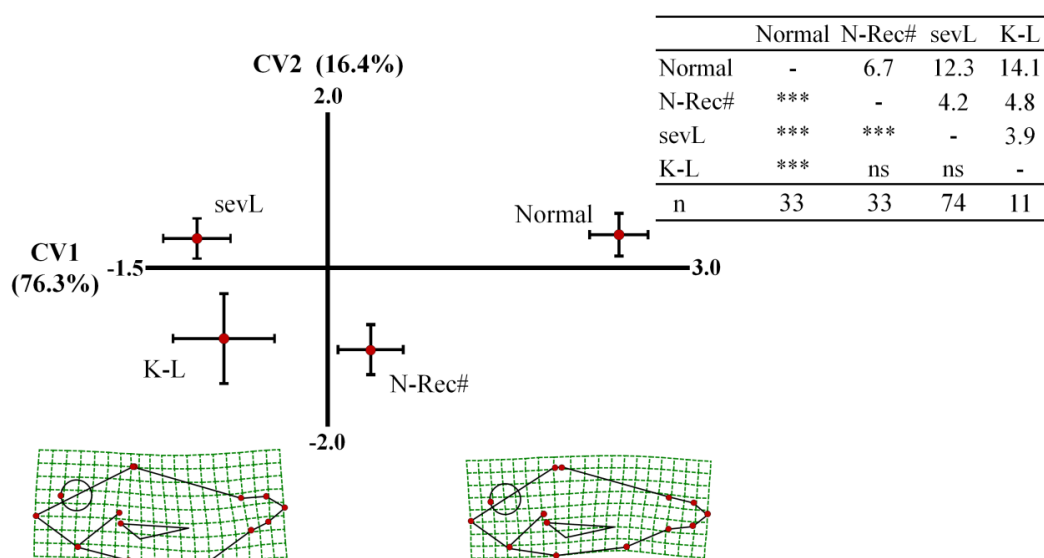 Normal N-Rec# sevL K-L
Normal - 6.7 12.3 14.1
N-Rec# *** - 4.2 4.8
sevL *** *** - 3.9
K-L *** ns ns -
n 33 33 74 11
CV2 (16.4%)
2.0
sevL
Normal
CV1
(76.3%)
-1.5
3.0
K-L
N-Rec#
-2.0